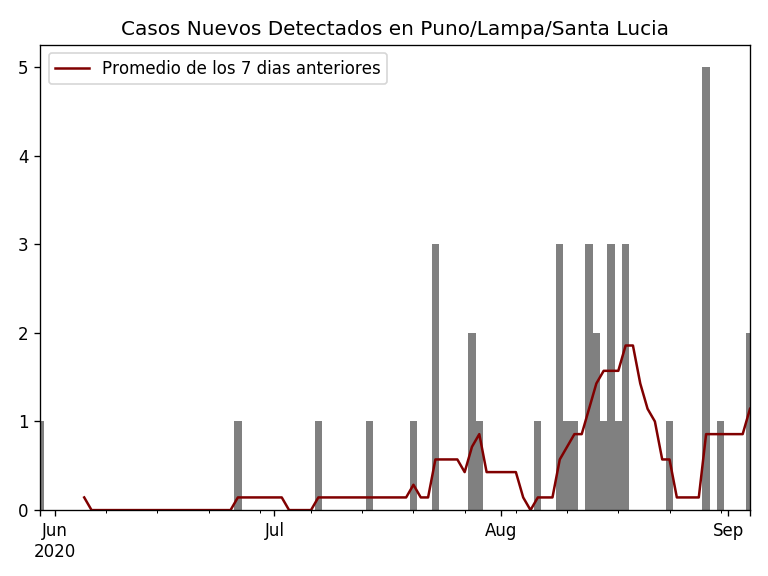 Casos Nuevos Detectados en Puno/Lampa/Santa Lucia
Promedio de los 7 dias anteriores
5
4
3
2
1
0
Jun
2020
Jul
Aug
Sep